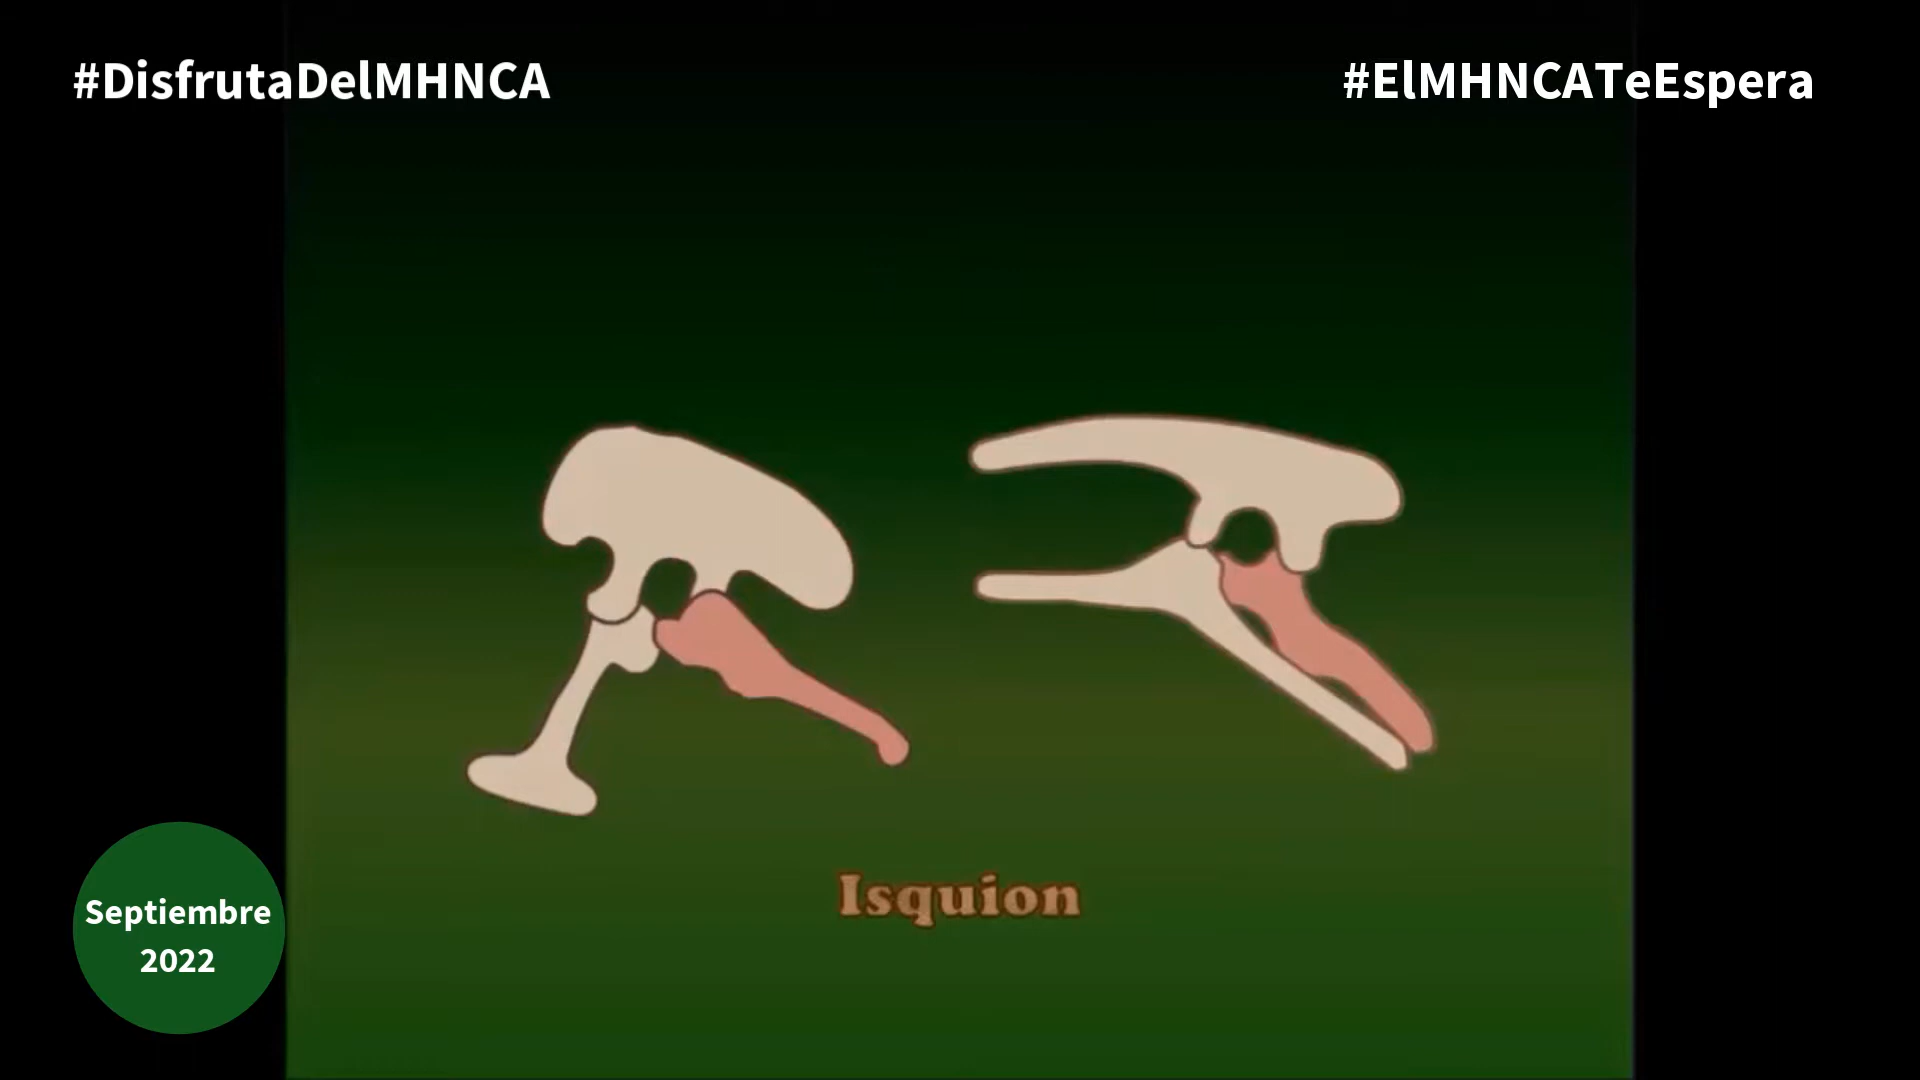 #DisfrutaDelMHNCA
#ElMHNCATeEspera
Isquion
Septiembre
2022